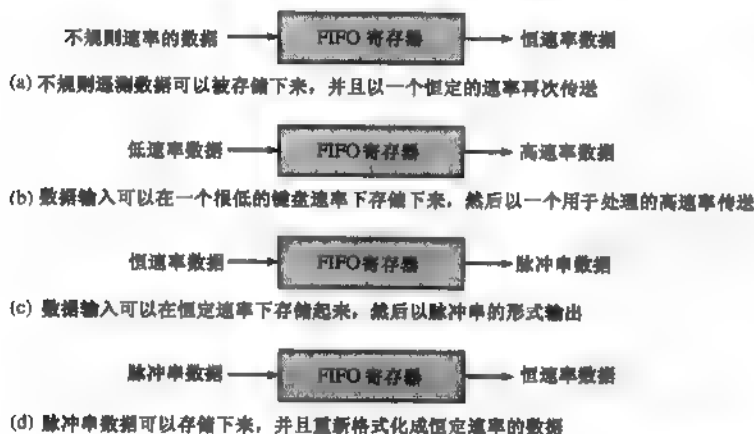 不规则速率的数据 FIFO 寄存器 恒速率数据
(a) 不规则遥测数据可以被存储下来，并且以一个恒定的速率再次传送
低速率数据 FIFO 寄存器 高速率数据
(b) 数据输入可以在一个很低的键盘速率下存储下来，然后以一个用于处理的高速率传送
恒速率数据 FIFO 寄存器 脉冲串数据
(c) 数据输入可以在恒定速率下存储起来，然后以脉冲串的形式输出
脉冲串数据 FIFO 寄存器 恒速率数据
(d) 脉冲串数据可以存储下来，并且重新格式化成恒定速率的数据